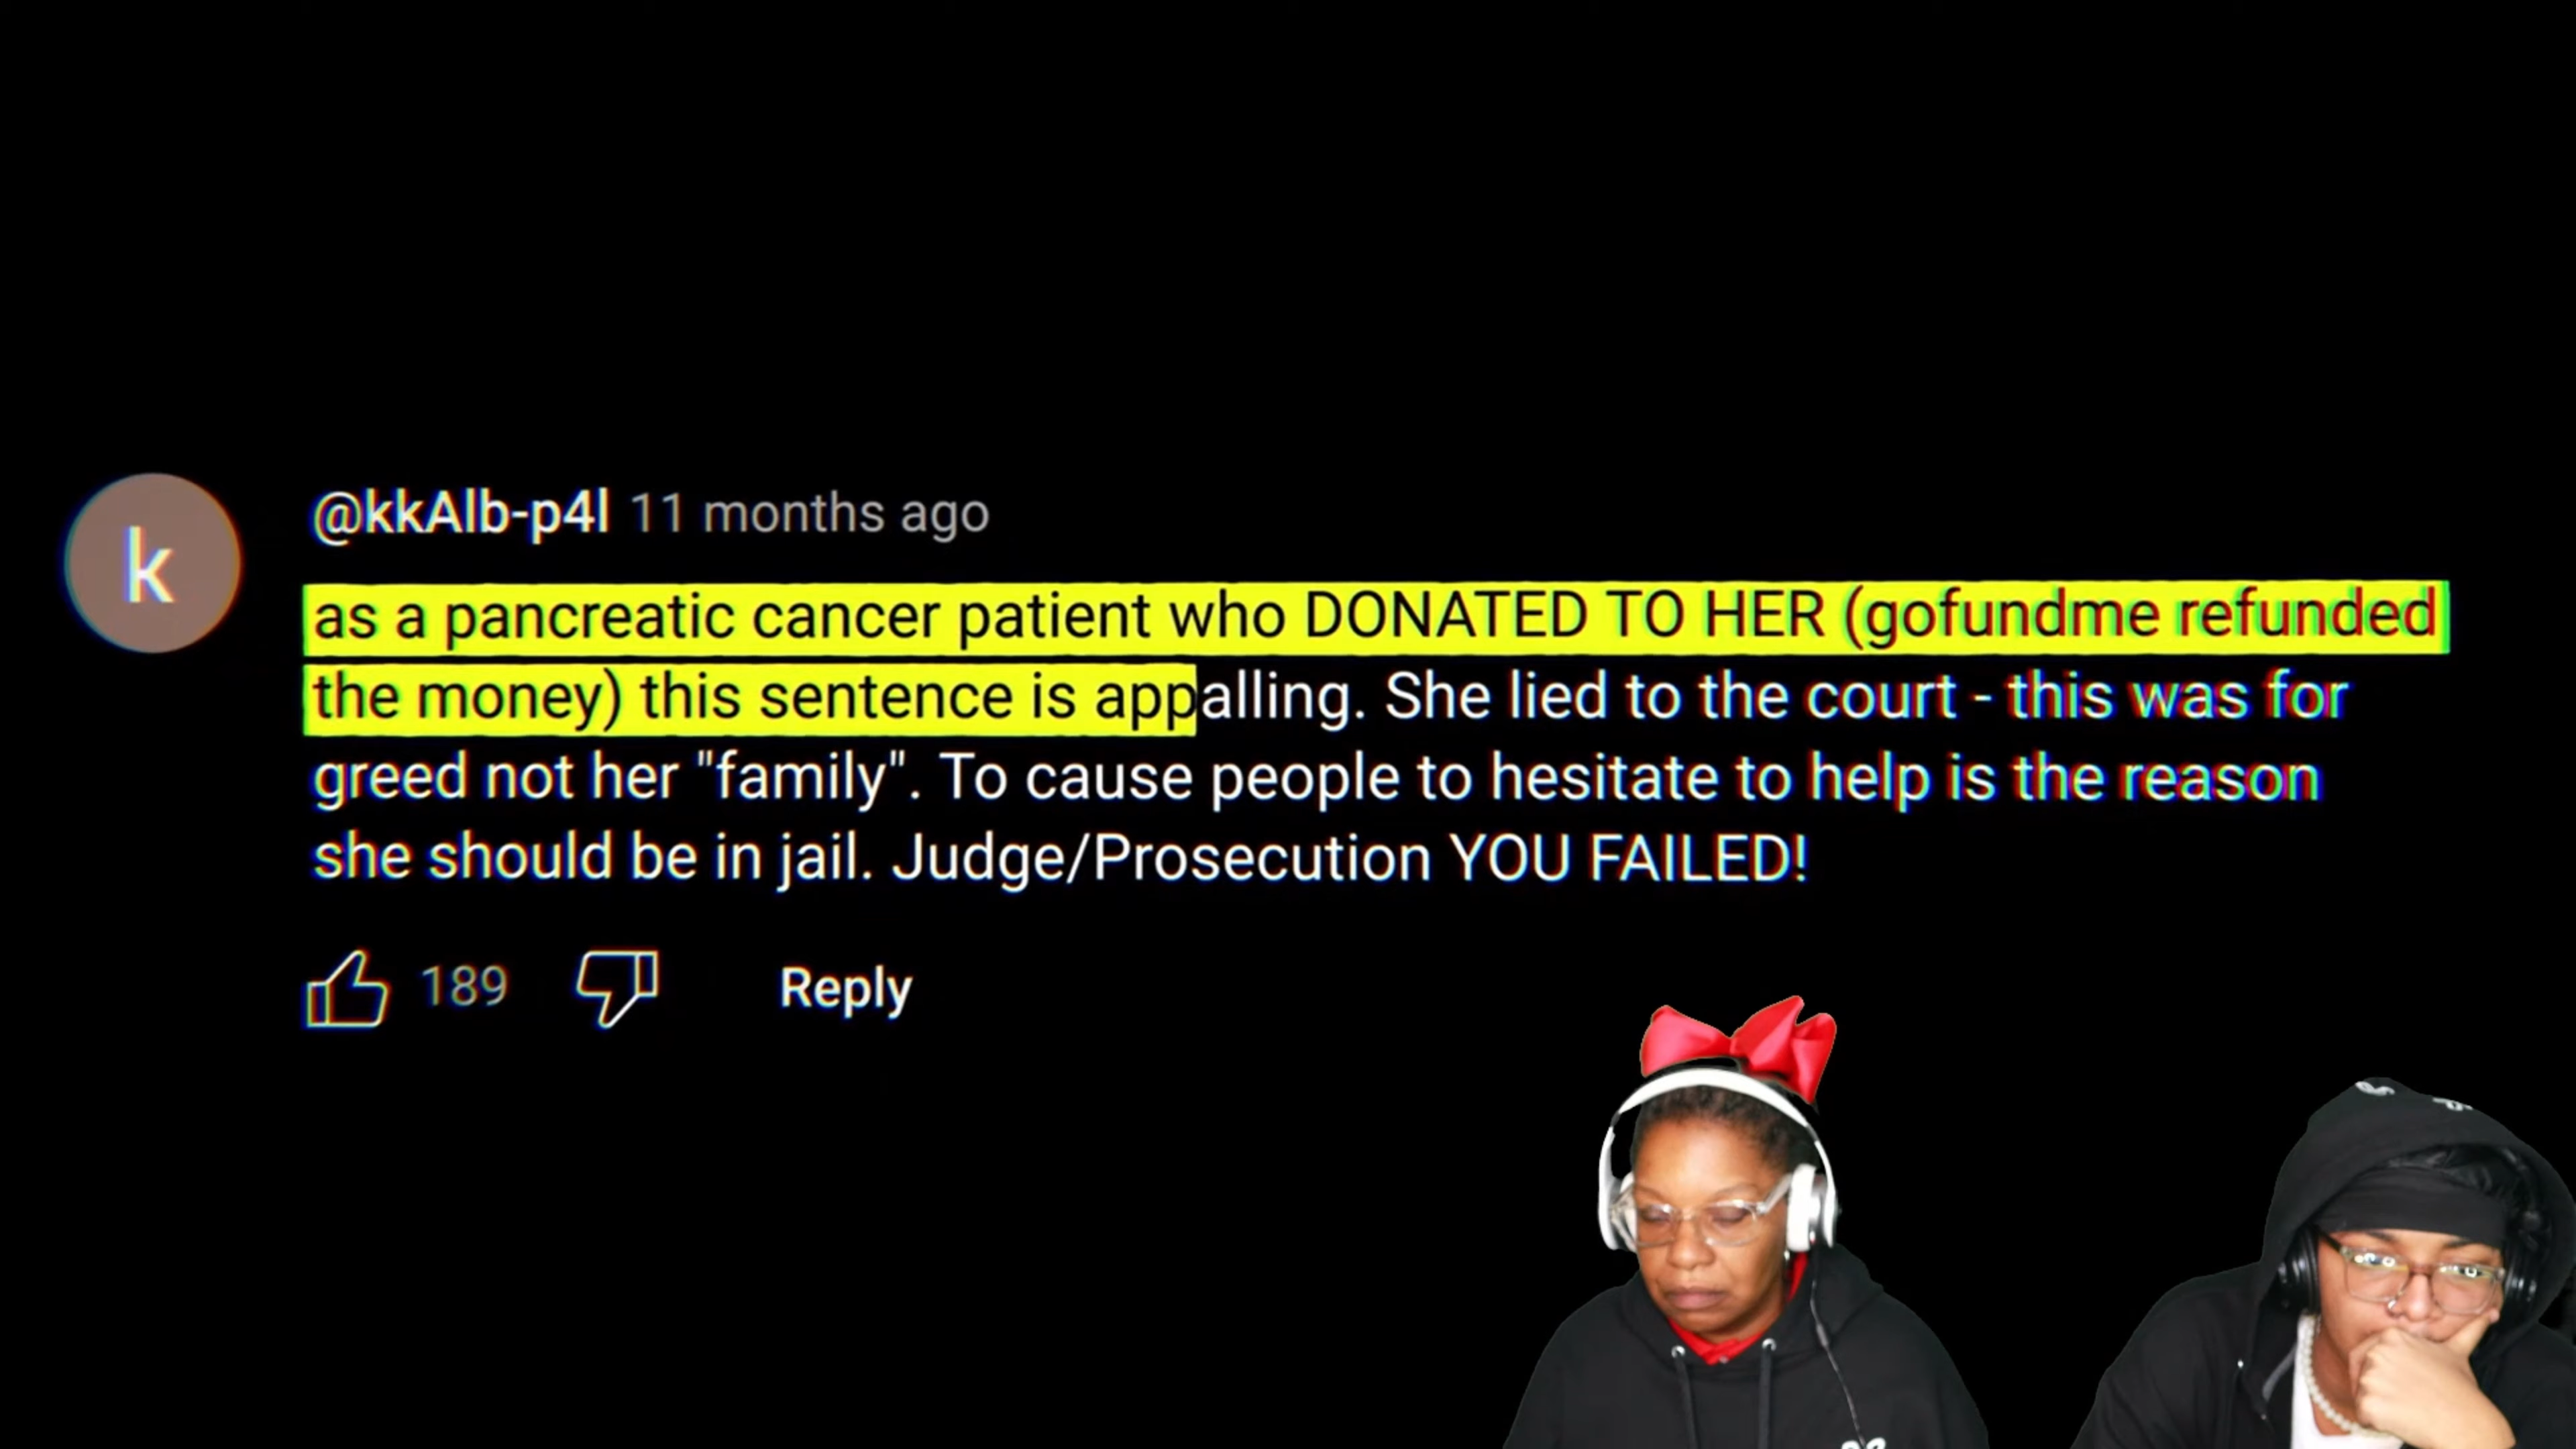 k
@kkAlb-p4l 11 months ago
as a pancreatic cancer patient who DONATED TO HER (gofundme refunded
the money) this sentence is appalling. She lied to the court - this was for
greed not her "family". To cause people to hesitate to help is the reason
she should be in jail. Judge/Prosecution YOU FAILED!
189 Reply